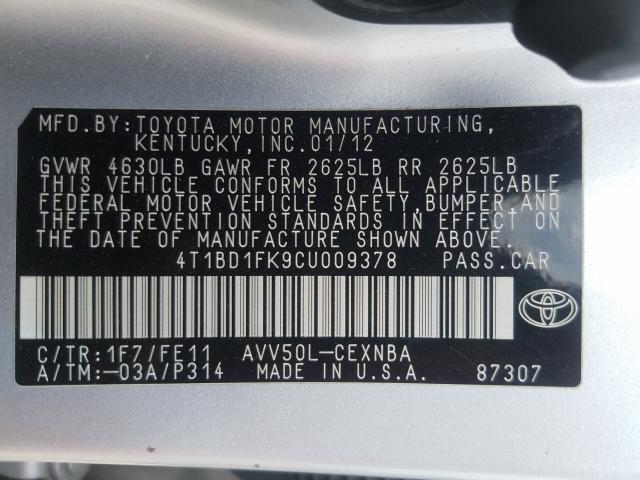 MFD. BY: TOYOTA MOTOR MANUFACTURING,
KENTUCKY, INC. 01/12
GVWR 4630LB GAWR FR 2625LB RR 2625LB
THIS VEHICLE CONFORMS TO ALL APPLICABLE
FEDERAL MOTOR VEHICLE SAFETY, BUMPER, AND
THEFT PREVENTION STANDARDS IN EFFECT ON
THE DATE OF MANUFACTURE SHOWN ABOVE.
4T1BD1FK9CU009378 PASS. CAR
C/TR: 1F7/FE11 AVV50L-CEXNBA
A/TM: -03A/P314 MADE IN U.S.A. 87307